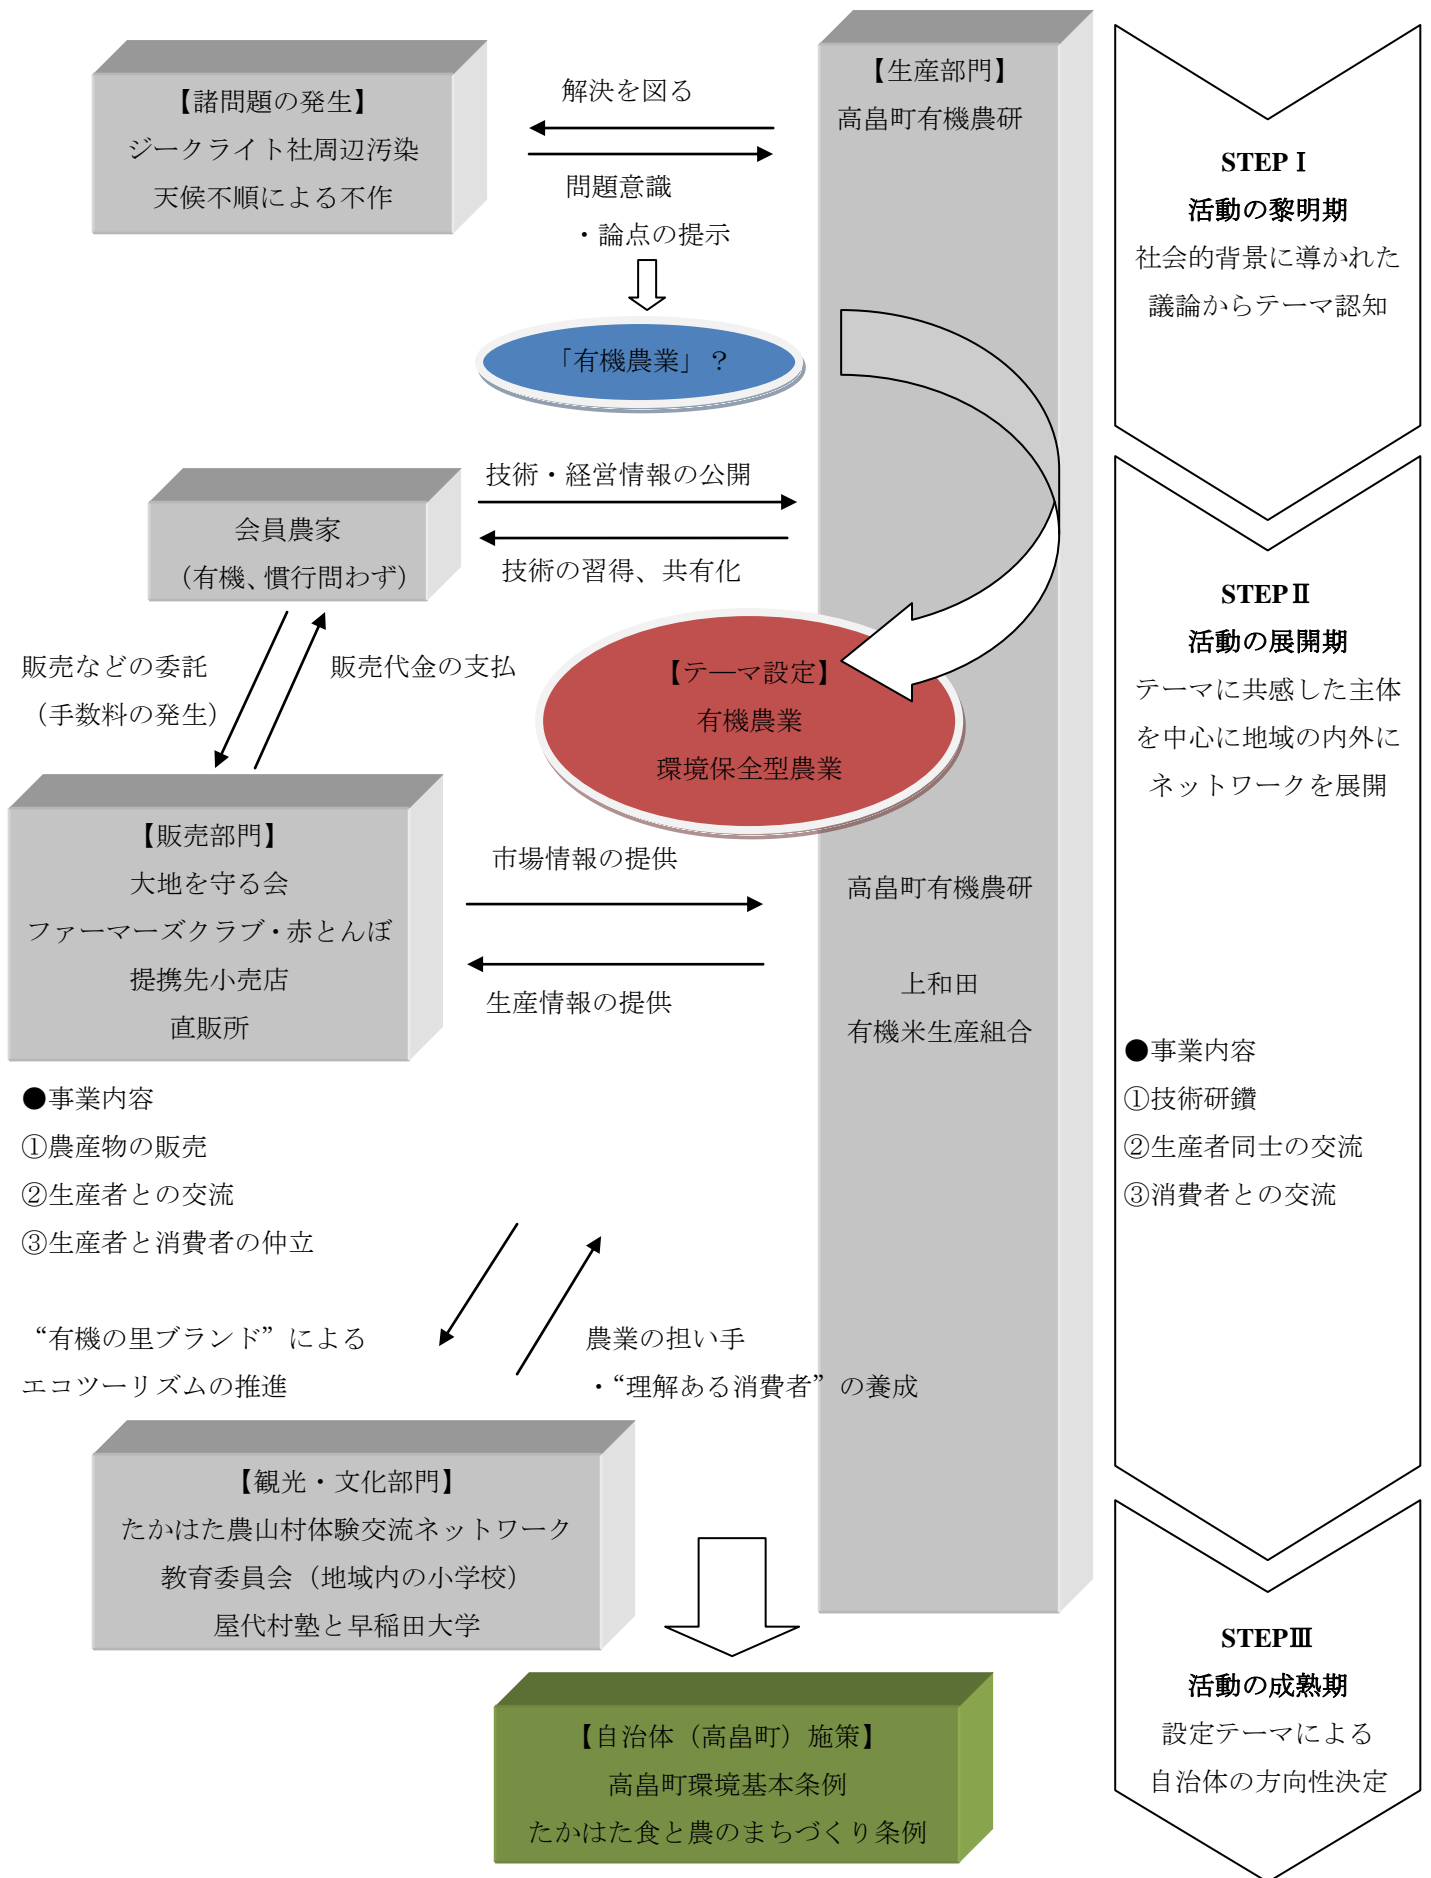 【諸問題の発生】
ジークライト社周辺汚染
天候不順による不作
解決を図る
問題意識
・論点の提示
【生産部門】
高畠町有機農研
STEPⅠ
活動の黎明期
社会的背景に導かれた
議論からテーマ認知
「有機農業」？
会員農家
（有機、慣行問わず）
技術・経営情報の公開
技術の習得、共有化
販売などの委託
（手数料の発生）
販売代金の支払
【テ―マ設定】
有機農業
環境保全型農業
STEPⅡ
活動の展開期
テーマに共感した主体
を中心に地域の内外に
ネットワークを展開
【販売部門】
大地を守る会
ファーマーズクラブ・赤とんぼ
提携先小売店
直販所
市場情報の提供
生産情報の提供
高畠町有機農研
上和田
有機米生産組合
●事業内容
①農産物の販売
②生産者との交流
③生産者と消費者の仲立
●事業内容
①技術研鑽
②生産者同士の交流
③消費者との交流
“有機の里ブランド”による
エコツーリズムの推進
農業の担い手
・“理解ある消費者”の養成
【観光・文化部門】
たかはた農山村体験交流ネットワーク
教育委員会（地域内の小学校）
屋代村塾と早稲田大学
STEPⅢ
活動の成熟期
設定テーマによる
自治体の方向性決定
【自治体（高畠町）施策】
高畠町環境基本条例
たかはた食と農のまちづくり条例